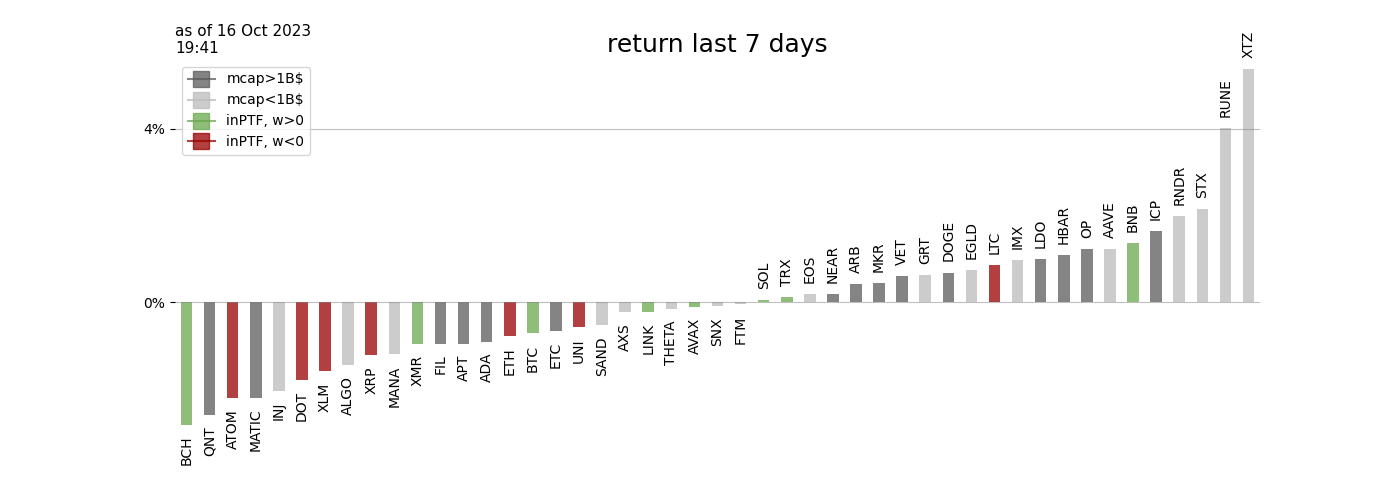 as of 16 Oct 2023
19:41
return last 7 days
mcap>1B$
mcap<1B$
inPTF, w>0
inPTF, w<0
4%
0%
BCH
QNT
ATOM
MATIC
INJ
DOT
XLM
ALGO
XRP
MANA
XMR
FIL
APT
ADA
ETH
BTC
ETC
UNI
SAND
AXS
LINK
THETA
AVAX
SNX
FTM
SOL
TRX
EOS
NEAR
ARB
MKR
VET
GRT
DOGE
EGLD
LTC
IMX
LDO
HBAR
OP
AAVE
BNB
ICP
RNDR
STX
RUNE
XTZ